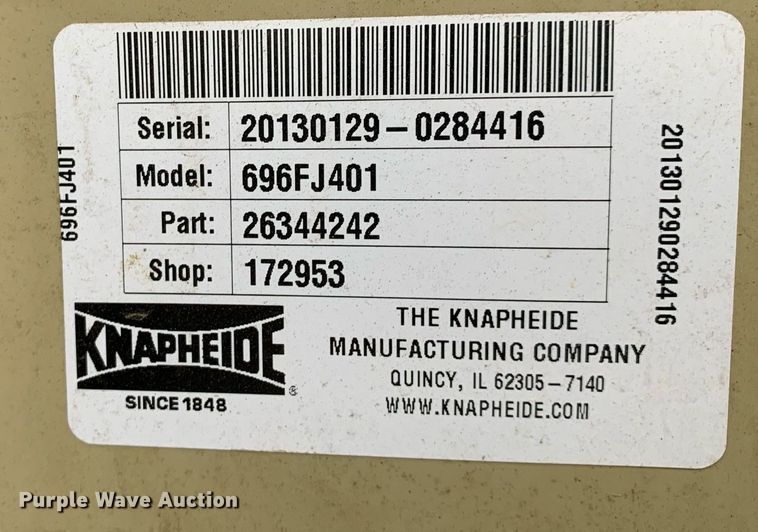 Serial: 20130129-0284416
Model: 696FJ401
Part: 26344242
Shop: 172953
696FJ401
201301290284416
KNAPHEIDE
®
SINCE 1848
THE KNAPHEIDE
MANUFACTURING COMPANY
QUINCY, IL 62305-7140
WWW.KNAPHEIDE.COM
Purple Wave Auction